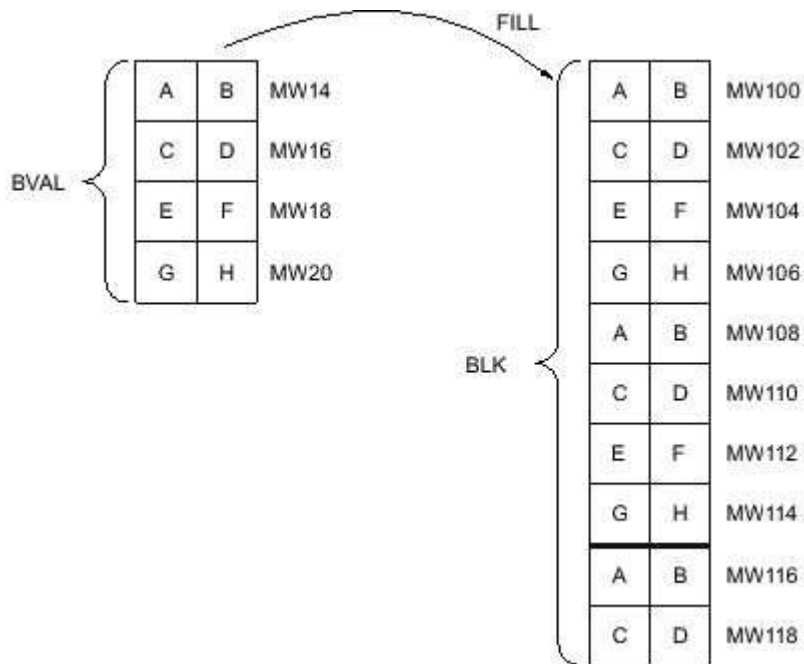 FILL
A B MW14
C D MW16
BVAL
E F MW18
G H MW20
A B MW100
C D MW102
E F MW104
G H MW106
A B MW108
BLK
C D MW110
E F MW112
G H MW114
A B MW116
C D MW118